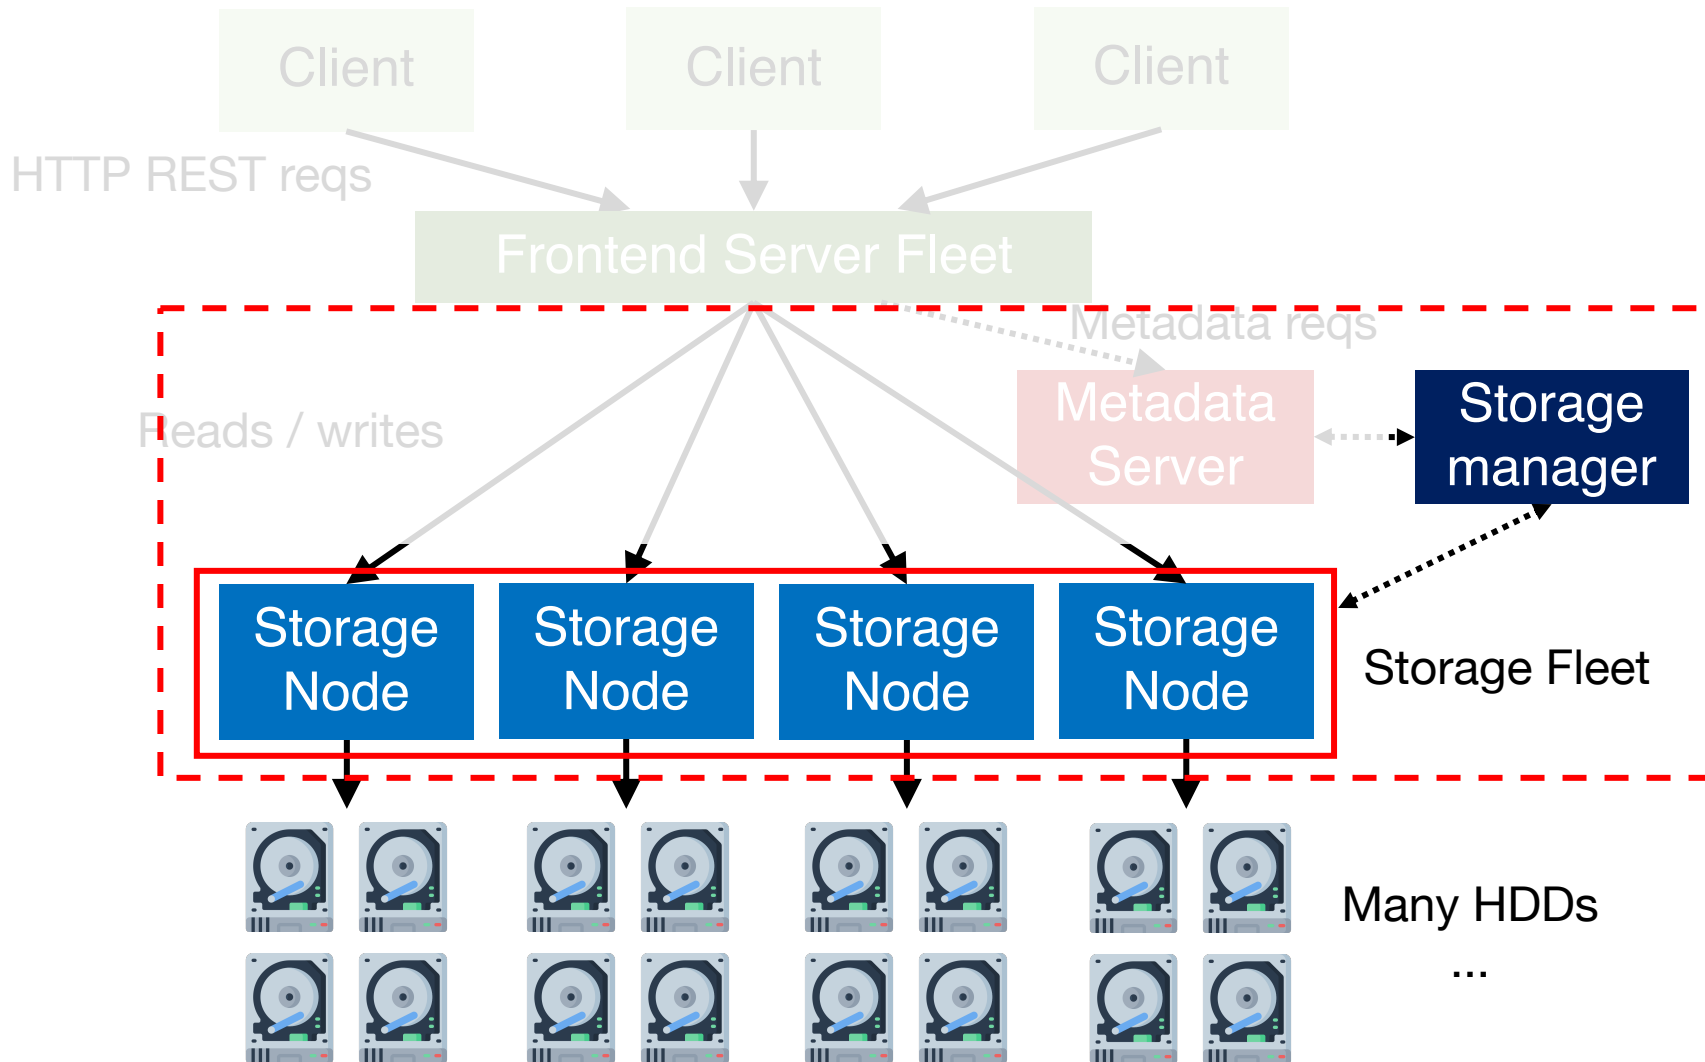 Client
Client
Client
HTTP REST reqs
Frontend Server Fleet
Metadata reqs
Reads / writes
Metadata
Server
Storage
manager
Storage
Node
Storage
Node
Storage
Node
Storage
Node
Storage Fleet
Many HDDs
...